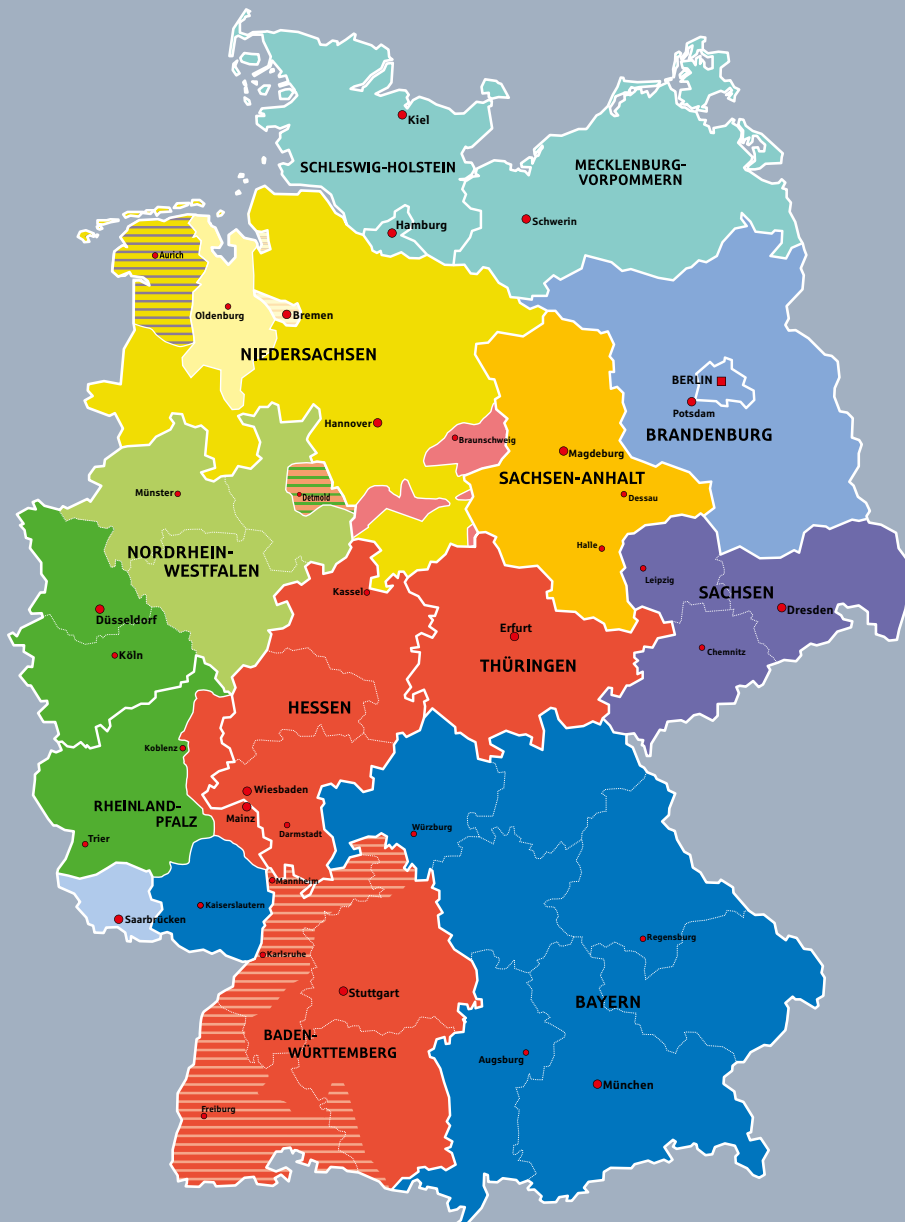 Kiel
SCHLESWIG-HOLSTEIN
MECKLENBURG-
VORPOMMERN
Schwerin
Hamburg
Aurich
Oldenburg
Bremen
NIEDERSACHSEN
BERLIN
Potsdam
BRANDENBURG
Hannover
Braunschweig
Magdeburg
SACHSEN-ANHALT
Münster
Detmold
Dessau
NORDRHEIN-
WESTFALEN
Halle
Leipzig
SACHSEN
Kassel
Düsseldorf
Dresden
Erfurt
Köln
Chemnitz
THÜRINGEN
HESSEN
Koblenz
Wiesbaden
RHEINLAND-
PFALZ
Mainz
Darmstadt
Würzburg
Trier
Mannheim
Kaiserslautern
Saarbrücken
Regensburg
Karlsruhe
Stuttgart
BAYERN
BADEN-
WÜRTTEMBERG
Augsburg
München
Freiburg